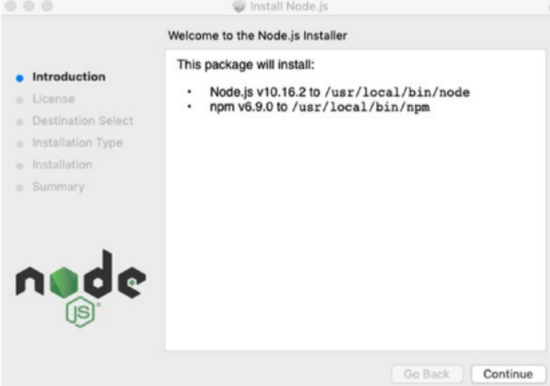 Install Node.js
Welcome to the Node.js Installer
Introduction
License
Destination Select
Installation Type
Installation
Summary
This package will install:
• Node.js v10.16.2 to /usr/local/bin/node
• npm v6.9.0 to /usr/local/bin/npm
node
JS
Go Back
Continue